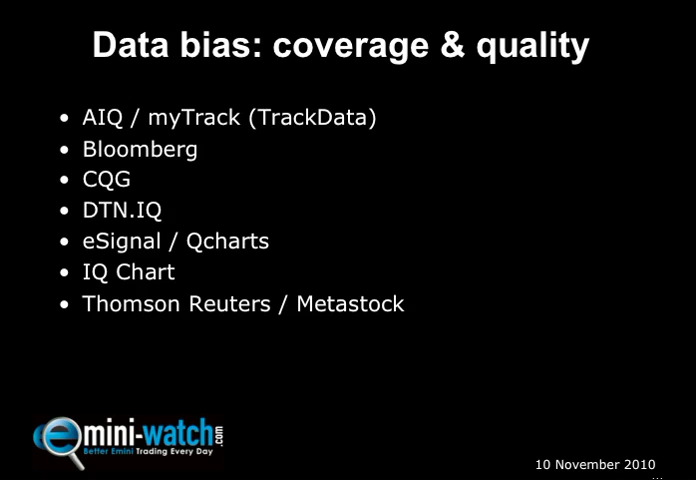 Data bias: coverage & quality
• AIQ / myTrack (TrackData)
• Bloomberg
• CQG
• DTN.IQ
• eSignal / Qcharts
• IQ Chart
• Thomson Reuters / Metastock
emini-watch.com
Better Emini Trading Every Day
10 November 2010